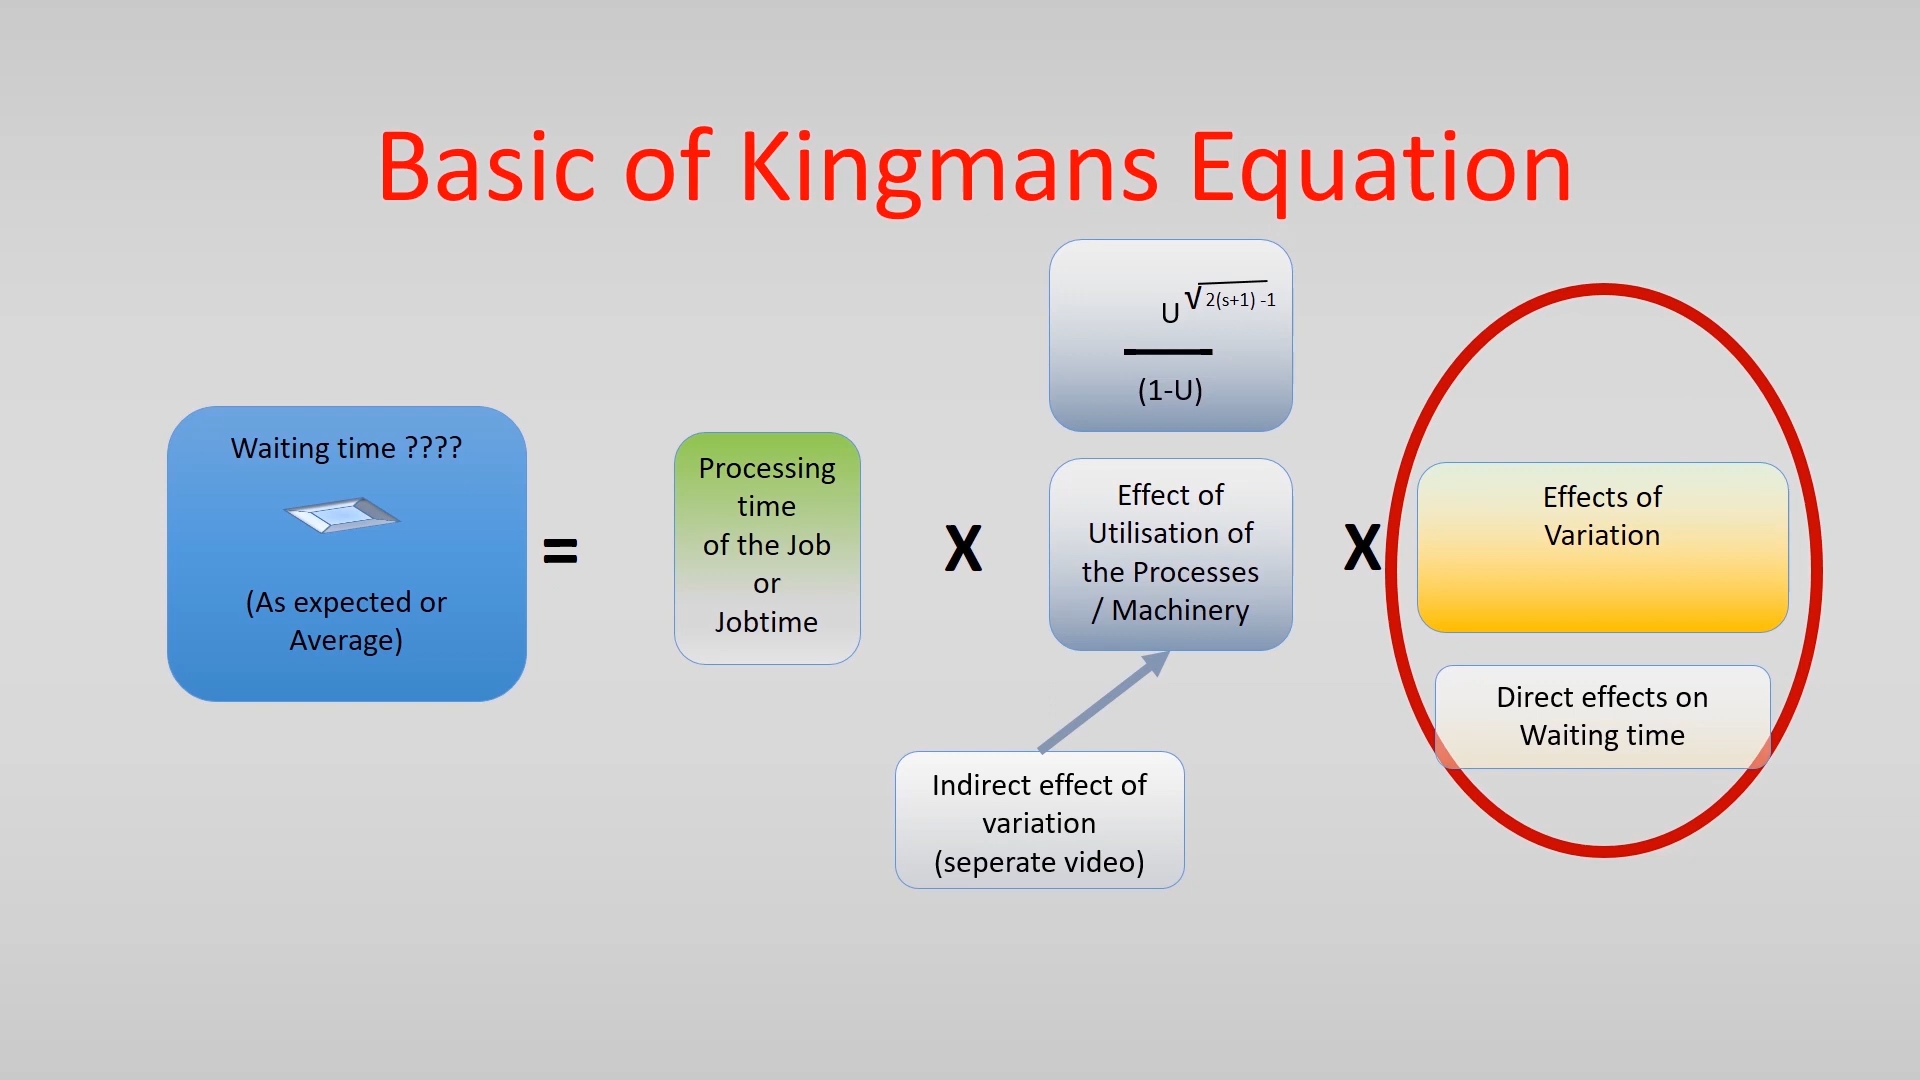 Basic of Kingmans Equation
Waiting time ????
(As expected or
Average)
=
Processing
time
of the Job
or
Jobtime
X
U √2(s+1) -1
(1-U)
Effect of
Utilisation of
the Processes
/ Machinery
X
Effects of
Variation
Direct effects on
Waiting time
Indirect effect of
variation
(seperate video)